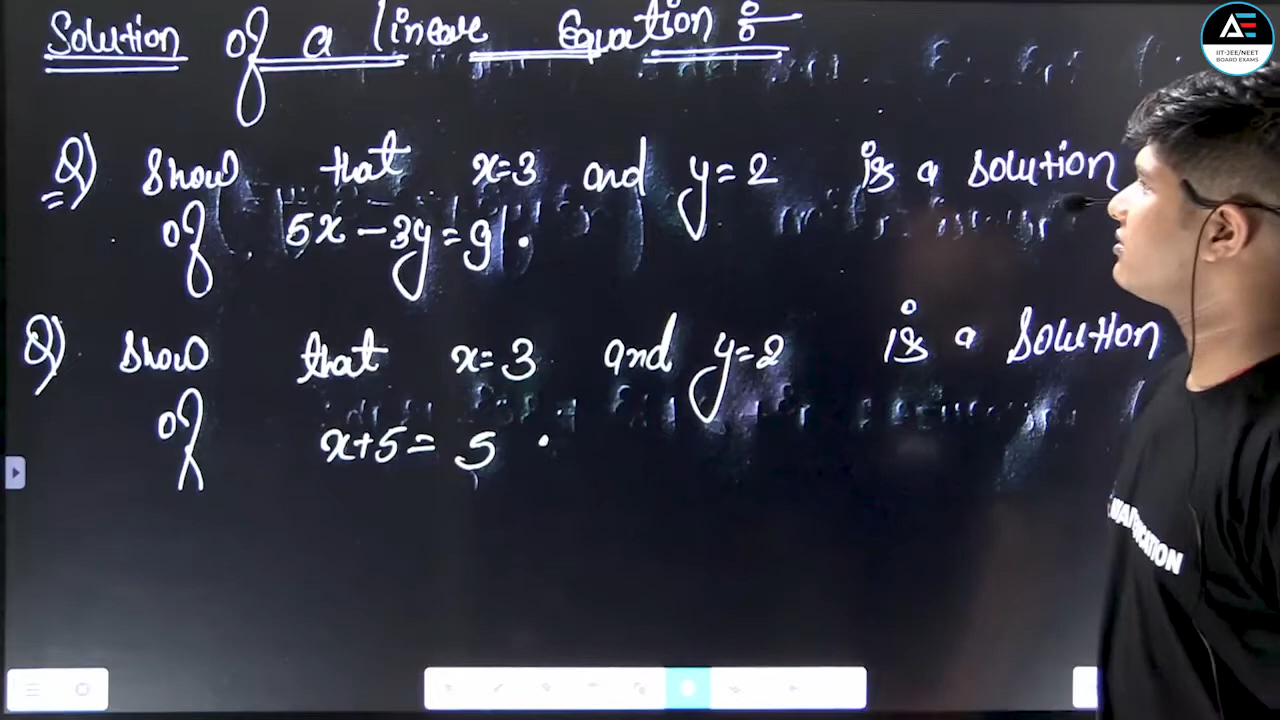 Solution of a linear Equation :-
Q) Show that x=3 and y=2 is a solution
of 5x-3y=9.
Q) Show that x=3 and y=2 is a solution
of x+5= 5 .
AE
IIT-JEE/NEET
BOARD EXAMS